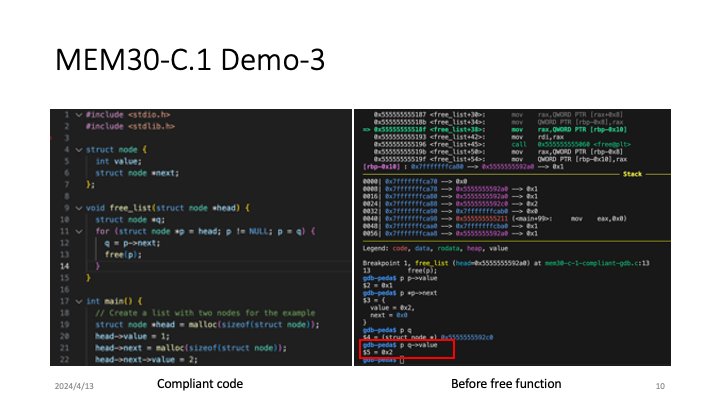 MEM30-C.1 Demo-3
1 #include <stdio.h>
2 #include <stdlib.h>
3
4 struct node {
5 int value;
6 struct node *next;
7 };
8
9 void free_list(struct node *head) {
10 struct node *q;
11 for (struct node *p = head; p != NULL; p = q) {
12 q = p->next;
13 free(p);
14 }
15 }
16
17 int main() {
18 // Create a list with two nodes for the example
19 struct node *head = malloc(sizeof(struct node));
20 head->value = 1;
21 head->next = malloc(sizeof(struct node));
22 head->next->value = 2;
0x555555555187 <free_list+30>: mov rax,QWORD PTR [rax+0x8]
0x55555555518b <free_list+34>: mov QWORD PTR [rbp-0x8],rax
=> 0x55555555518f <free_list+38>: mov rax,QWORD PTR [rbp-0x10]
0x555555555193 <free_list+42>: mov rdi,rax
0x555555555196 <free_list+45>: call 0x555555555060 <free@plt>
0x55555555519b <free_list+50>: mov rax,QWORD PTR [rbp-0x8]
0x55555555519f <free_list+54>: mov QWORD PTR [rbp-0x10],rax
[rbp-0x10] : 0x7fffffffca80 --> 0x5555555592a0 --> 0x1
Stack
0000| 0x7fffffffca70 --> 0x0
0008| 0x7fffffffca78 --> 0x5555555592a0 --> 0x1
0016| 0x7fffffffca80 --> 0x5555555592a0 --> 0x1
0024| 0x7fffffffca88 --> 0x5555555592c0 --> 0x2
0032| 0x7fffffffca90 --> 0x7fffffffcab0 --> 0x0
0040| 0x7fffffffca98 --> 0x555555555211 (<main+99>: mov eax,0x0)
0048| 0x7fffffffcaa0 --> 0x7fffffffcba0 --> 0x1
0056| 0x7fffffffcaa8 --> 0x5555555592a0 --> 0x1
Legend: code, data, rodata, heap, value
Breakpoint 1, free_list (head=0x5555555592a0) at mem30-c-1-compliant-gdb.c:13
13 free(p);
gdb-peda$ p p->value
$2 = 0x1
gdb-peda$ p *p->next
$3 = {
value = 0x2,
next = 0x0
}
gdb-peda$ p q
$4 = (struct node *) 0x5555555592c0
gdb-peda$ p q->value
$5 = 0x2
gdb-peda$
2024/4/13
Compliant code
Before free function
10